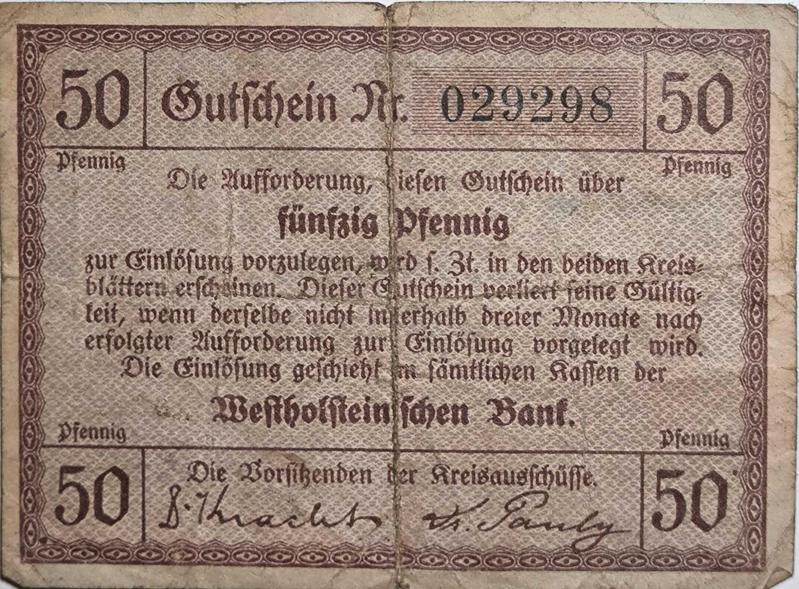 50 Gutschein Nr. 029298 50
Pfennig Pfennig
Die Aufforderung, diesen Gutschein über
fünfzig Pfennig
zur Einlösung vorzulegen, wird s. Zt. in den beiden Kreis-
blättern erscheinen. Dieser Gutschein verliert seine Gültig-
keit, wenn derselbe nicht innerhalb dreier Monate nach
erfolgter Aufforderung zur Einlösung vorgelegt wird.
Die Einlösung geschieht in sämtlichen Kassen der
Westholsteinischen Bank.
Pfennig Pfennig
50 Die Vorsitzenden der Kreisausschüsse. 50
Kracht Pauly